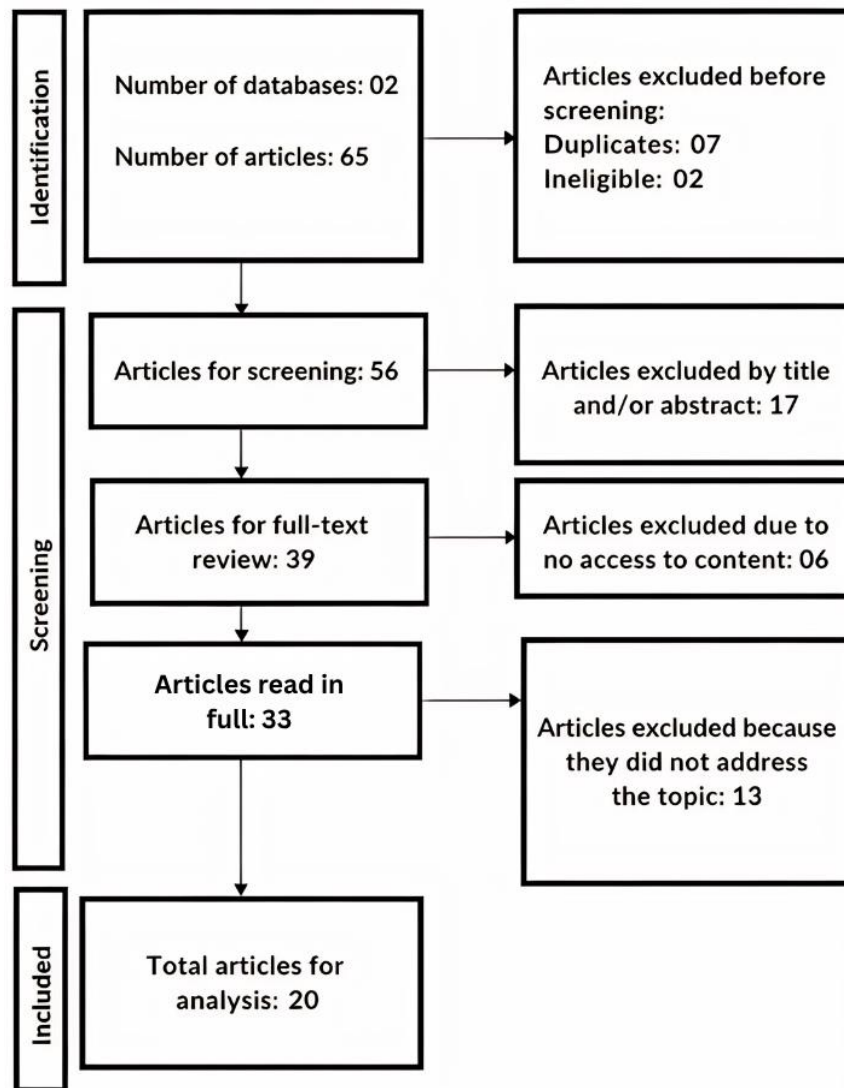 Identification
Number of databases: 02
Number of articles: 65
Articles excluded before
screening:
Duplicates: 07
Ineligible: 02
Screening
Articles for screening: 56
Articles excluded by title
and/or abstract: 17
Articles for full-text
review: 39
Articles excluded due to
no access to content: 06
Articles read in
full: 33
Articles excluded because
they did not address
the topic: 13
Included
Total articles for
analysis: 20